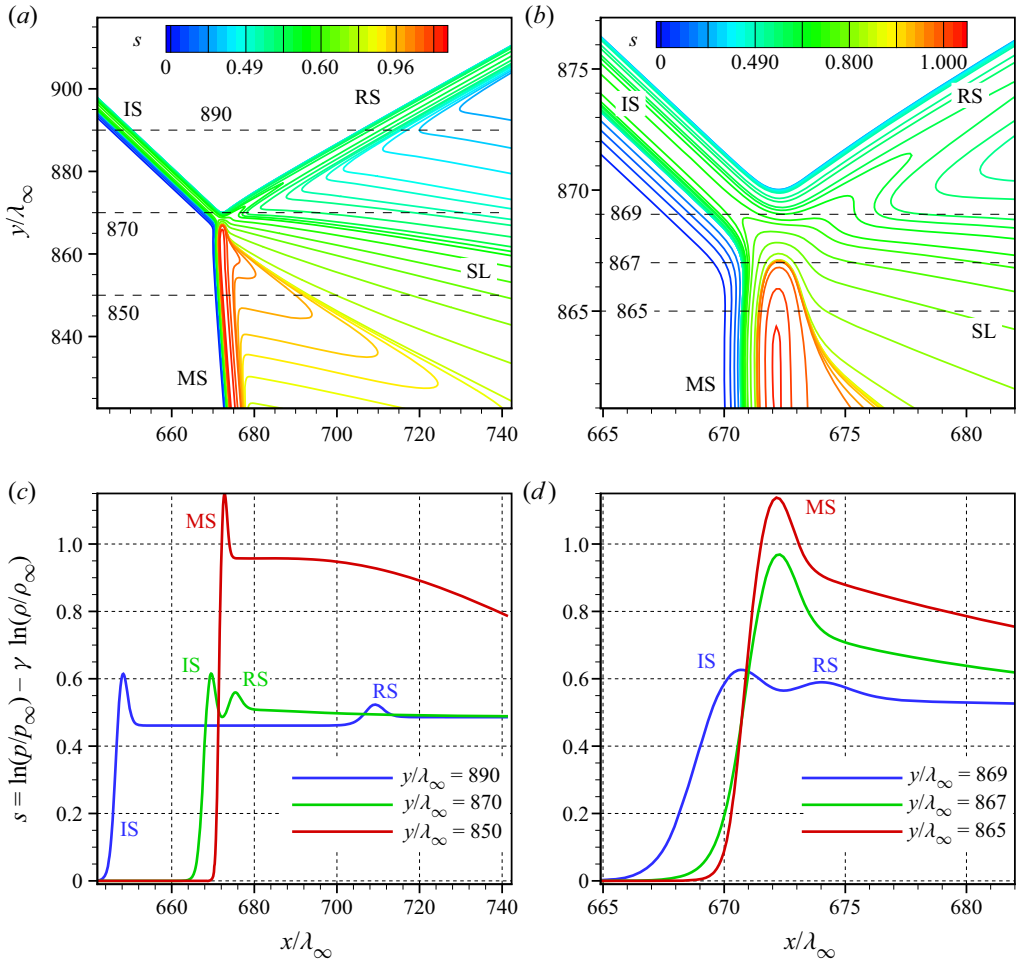 (a)
s
0 0.49 0.60 0.96
IS
890
RS
870
850
SL
MS
900
880
860
840
y/λ∞
660 680 700 720 740
(b)
s
0 0.490 0.800 1.000
IS
RS
869
867
865
SL
MS
875
870
865
665 670 675 680
(c)
MS
IS
RS
RS
IS
y/λ∞ = 890
y/λ∞ = 870
y/λ∞ = 850
1.0
0.8
0.6
0.4
0.2
0
s = ln(p/p∞) − γ ln(ρ/ρ∞)
660 680 700 720 740
x/λ∞
(d)
MS
IS
RS
y/λ∞ = 869
y/λ∞ = 867
y/λ∞ = 865
1.0
0.8
0.6
0.4
0.2
0
665 670 675 680
x/λ∞